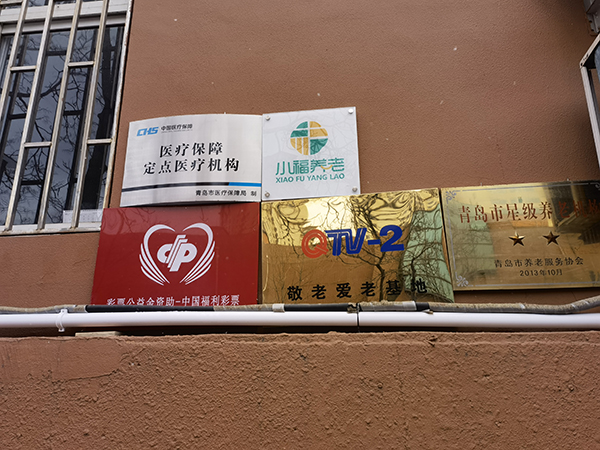 CHS 中国医疗保障
医疗保障
定点医疗机构
青岛市医疗保障局 制
小福养老
XIAO FU YANG LAO
彩票公益金资助-中国福利彩票
QTV-2
敬老爱老基地
青岛市星级养老
青岛市养老服务协会
2013年10月